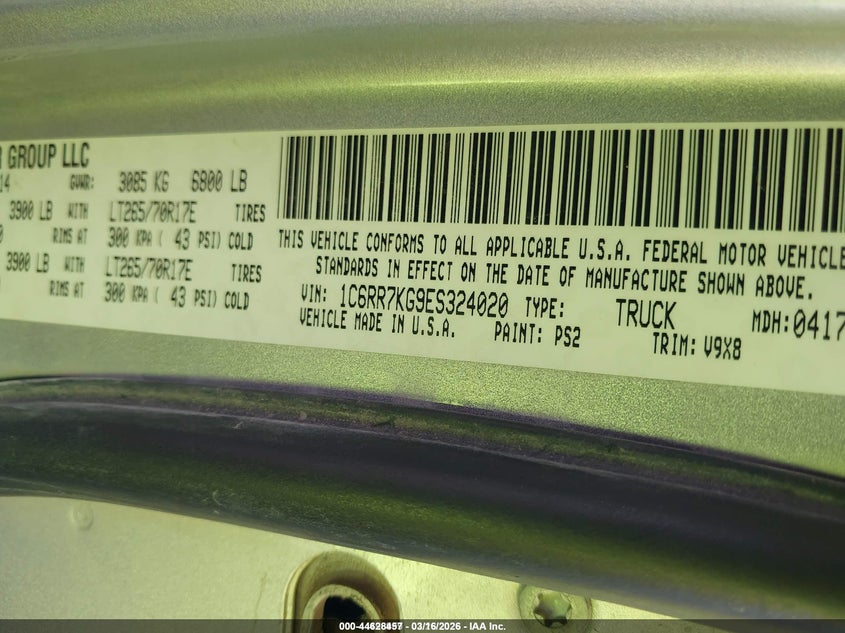 GROUP LLC
14 GVWR: 3085 KG 6800 LB
3900 LB WITH LT265/70R17E TIRES
RIMS AT 300 KPA ( 43 PSI) COLD
3900 LB WITH LT265/70R17E TIRES
RIMS AT 300 KPA ( 43 PSI) COLD
THIS VEHICLE CONFORMS TO ALL APPLICABLE U.S.A. FEDERAL MOTOR VEHICLE
STANDARDS IN EFFECT ON THE DATE OF MANUFACTURE SHOWN ABOVE.
VIN: 1C6RR7KG9ES324020 TYPE: TRUCK MDH: 0417
VEHICLE MADE IN U.S.A. PAINT: PS2 TRIM: V9X8
03/16/2026 - IAA Inc.